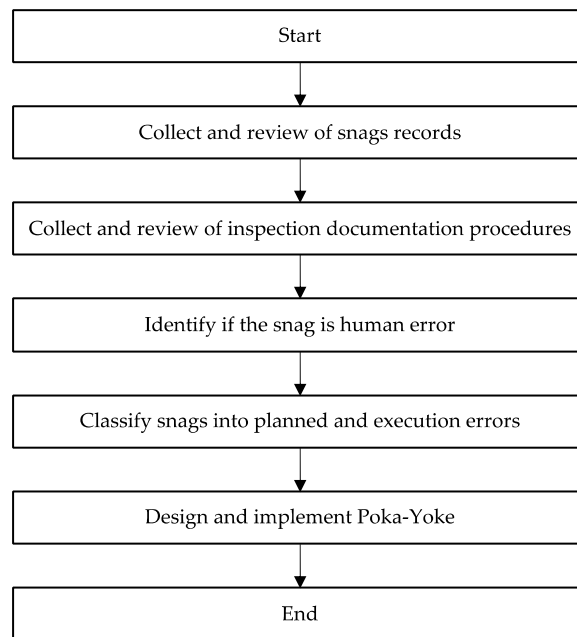 Start
Collect and review of snags records
Collect and review of inspection documentation procedures
Identify if the snag is human error
Classify snags into planned and execution errors
Design and implement Poka-Yoke
End